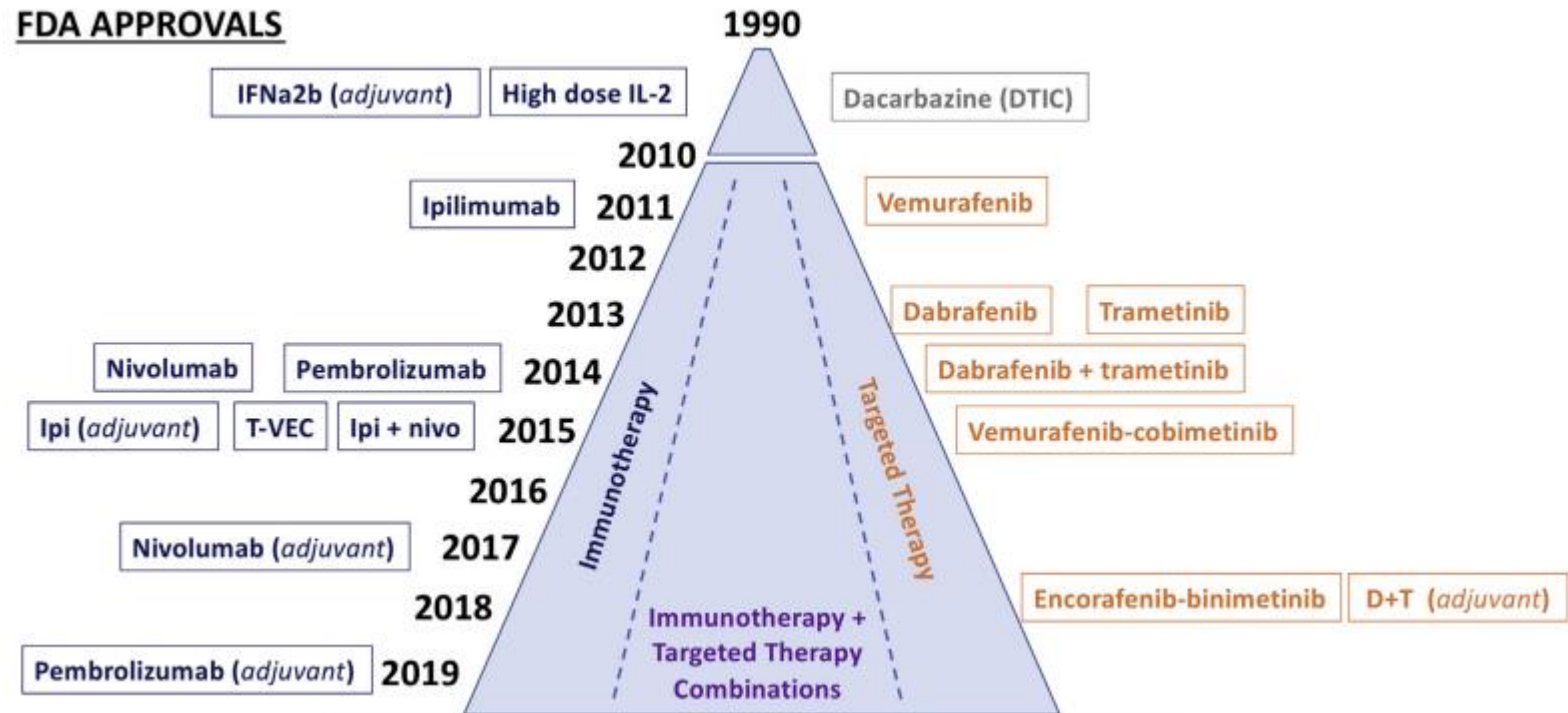 FDA APPROVALS
1990
IFNa2b (adjuvant)
High dose IL-2
Dacarbazine (DTIC)
2010
Ipilimumab
2011
Vemurafenib
2012
2013
Dabrafenib
Trametinib
Nivolumab
Pembrolizumab
2014
Dabrafenib + trametinib
Ipi (adjuvant)
T-VEC
Ipi + nivo
2015
Vemurafenib-cobimetinib
Immunotherapy
Targeted Therapy
2016
Nivolumab (adjuvant)
2017
2018
Encorafenib-binimetinib
D+T (adjuvant)
Immunotherapy +
Targeted Therapy
Combinations
Pembrolizumab (adjuvant)
2019